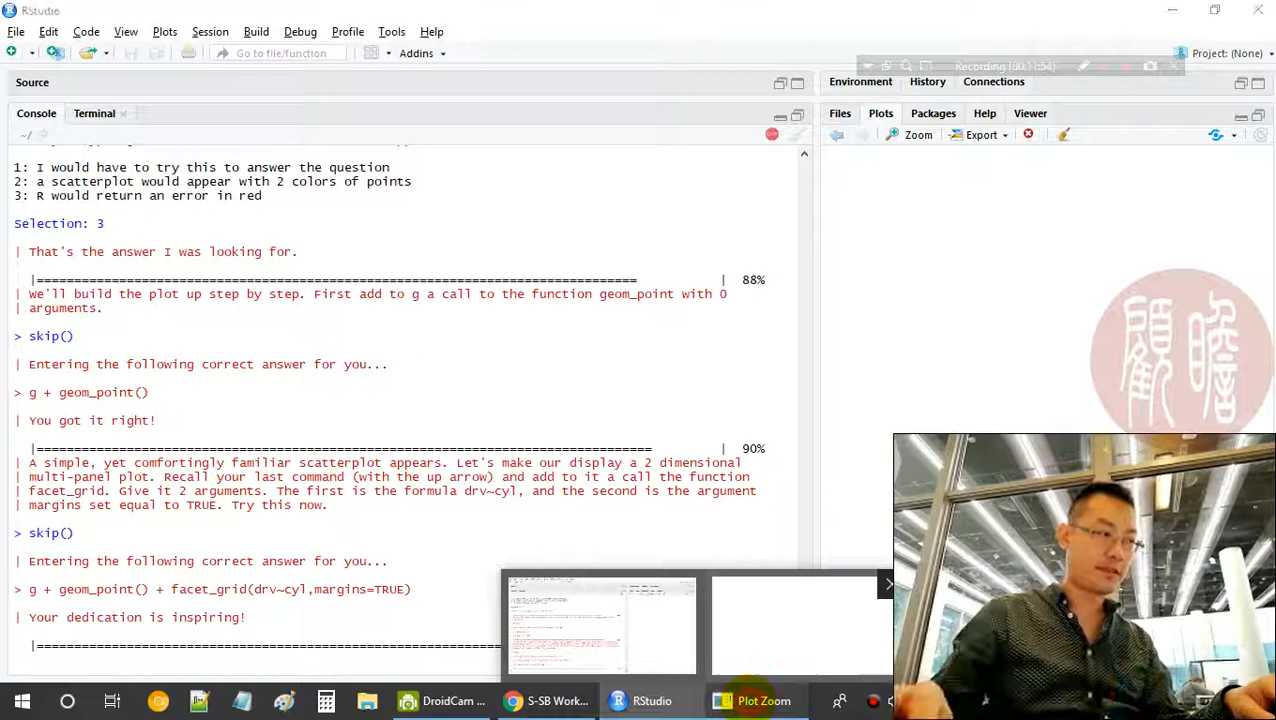 RStudio
File Edit Code View Plots Session Build Debug Profile Tools Help
Go to file/function Addins Recording [00:11:54] Project: (None)
Source
Environment History Connections
Console Terminal
Files Plots Packages Help Viewer
~/
Zoom Export
1: I would have to try this to answer the question
2: a scatterplot would appear with 2 colors of points
3: R would return an error in red
Selection: 3
| That's the answer I was looking for.
|================================================================================= | 88%
| We'll build the plot up step by step. First add to g a call to the function geom_point with 0
| arguments.
> skip()
| Entering the following correct answer for you...
> g + geom_point()
| You got it right!
|=================================================================================== | 90%
| A simple, yet comfortingly familiar scatterplot appears. Let's make our display a 2 dimensional
| multi-panel plot. Recall your last command (with the up arrow) and add to it a call the function
| facet_grid. Give it 2 arguments. The first is the formula drv~cyl, and the second is the argument
| margins set equal to TRUE. Try this now.
> skip()
| Entering the following correct answer for you...
> g + geom_point() + facet_grid(drv~cyl,margins=TRUE)
| Your dedication is inspiring!
顧瞻
DroidCam ... S-SB Work... RStudio Plot Zoom